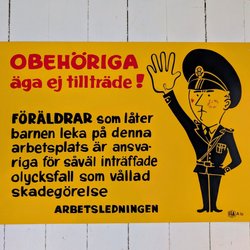 OBEHÖRIGA
äga ej tillträde!
FÖRÄLDRAR som låter
barnen leka på denna
arbetsplats är ansva-
riga för såväl inträffade
olycksfall som vållad
skadegörelse
ARBETSLEDNINGEN